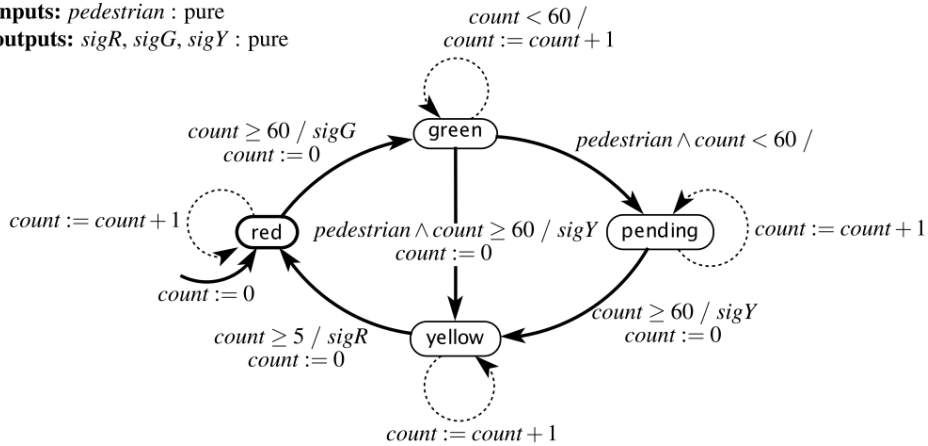 nputs: pedestrian : pure
outputs: sigR, sigG, sigY : pure
count < 60 /
count := count + 1
green
count ≥ 60 / sigG
count := 0
pedestrian ∧ count < 60 /
count := count + 1
red
pedestrian ∧ count ≥ 60 / sigY
count := 0
pending
count := count + 1
count := 0
count ≥ 60 / sigY
count := 0
count ≥ 5 / sigR
count := 0
yellow
count := count + 1